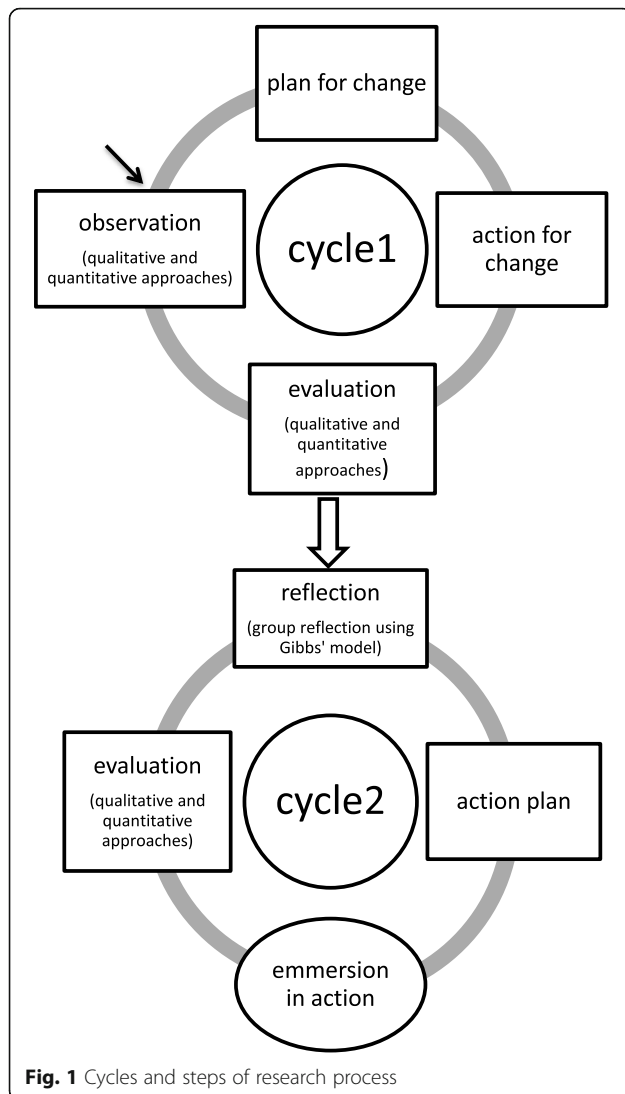 plan for change
observation
(qualitative and
quantitative approaches)
cycle1
action for
change
evaluation
(qualitative and
quantitative
approaches)
reflection
(group reflection using
Gibbs' model)
evaluation
(qualitative and
quantitative
approaches)
cycle2
action plan
emmersion
in action
Fig. 1 Cycles and steps of research process